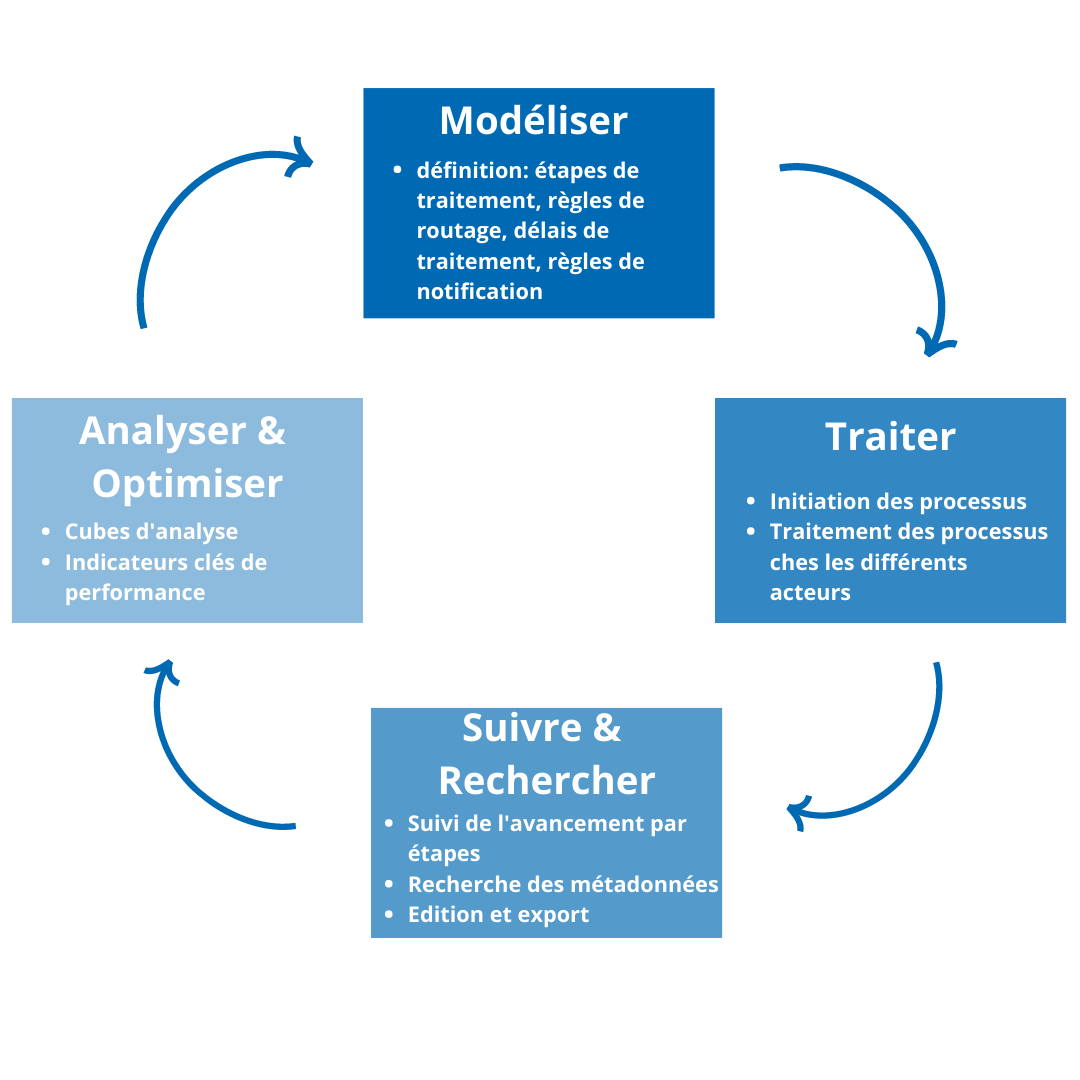 Modéliser
• définition: étapes de
traitement, règles de
routage, délais de
traitement, règles de
notification
Traiter
• Initiation des processus
• Traitement des processus
ches les différents
acteurs
Suivre &
Rechercher
• Suivi de l'avancement par
étapes
• Recherche des métadonnées
• Edition et export
Analyser &
Optimiser
• Cubes d'analyse
• Indicateurs clés de
performance